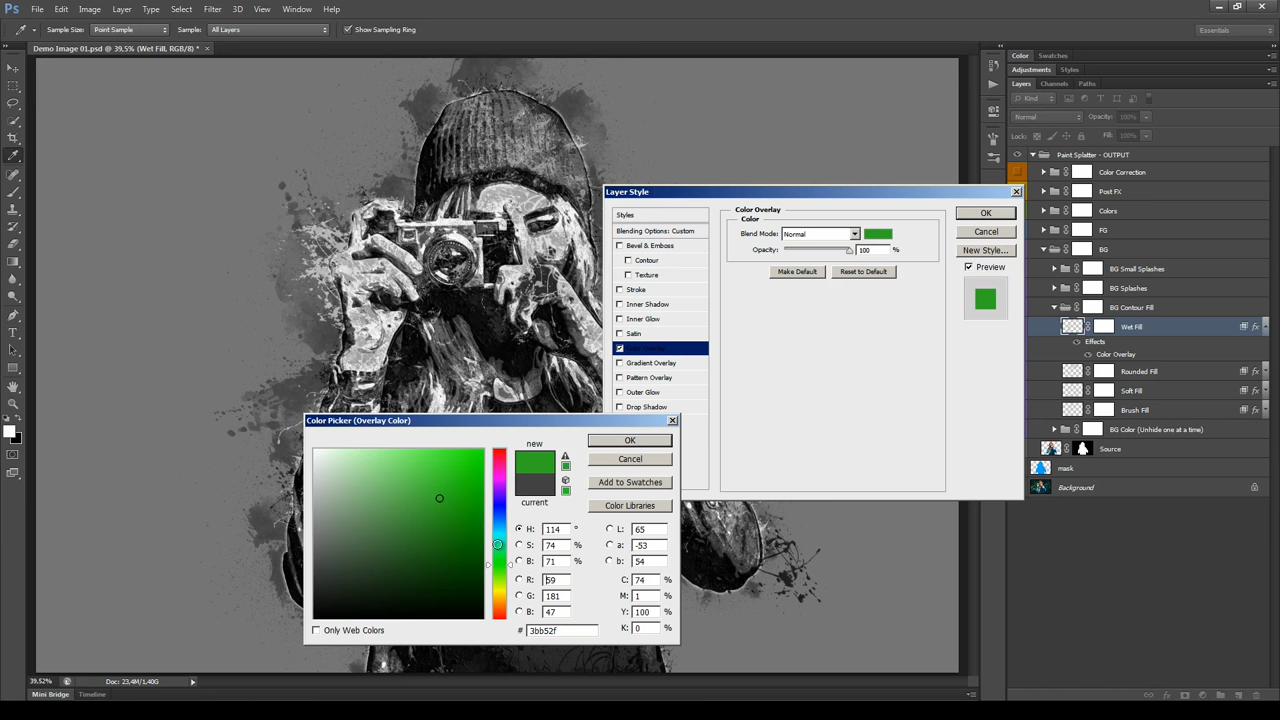 Ps File Edit Image Layer Type Select Filter 3D View Window Help
Sample Size: Point Sample Sample: All Layers Show Sampling Ring Essentials
Demo Image 01.psd @ 39,5% (Wet Fill, RGB/8) * ×
Color Swatches
Adjustments Styles
Layers Channels Paths
Kind
Normal Opacity: 100%
Lock: Fill: 100%
Paint Splatter - OUTPUT
Color Correction
Post FX
Colors
FG
BG
BG Small Splashes
BG Splashes
BG Contour Fill
Wet Fill fx
Effects
Color Overlay
Rounded Fill fx
Soft Fill fx
Brush Fill fx
BG Color (Unhide one at a time)
Source
mask
Background
Layer Style
Styles
Blending Options: Custom
Bevel & Emboss
Contour
Texture
Stroke
Inner Shadow
Inner Glow
Satin
Gradient Overlay
Pattern Overlay
Outer Glow
Drop Shadow
Color Overlay
Color
Blend Mode: Normal
Opacity: 100 %
Make Default Reset to Default
OK
Cancel
New Style...
Preview
Color Picker (Overlay Color)
new
current
OK
Cancel
Add to Swatches
Color Libraries
H: 114 ° L: 65
S: 74 % a: -53
B: 71 % b: 54
R: 59 C: 74 %
G: 181 M: 1 %
B: 47 Y: 100 %
K: 0 %
# 3bb52f
Only Web Colors
39,52% Doc: 23,4M/1,40G
Mini Bridge Timeline